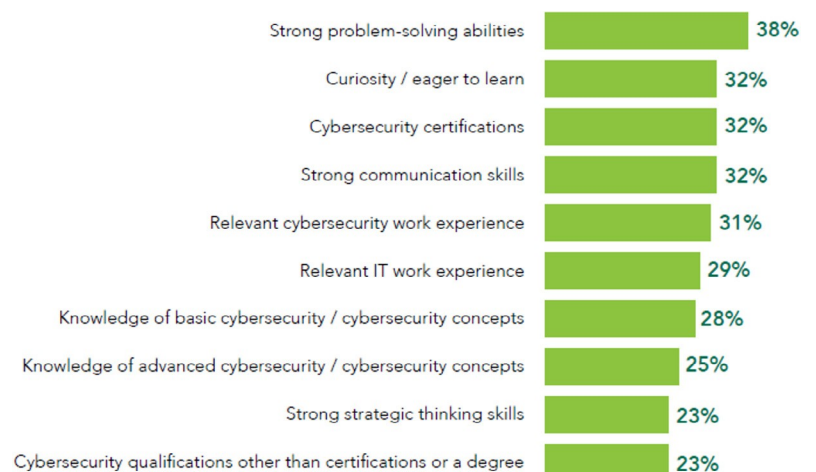 Strong problem-solving abilities 38%
Curiosity / eager to learn 32%
Cybersecurity certifications 32%
Strong communication skills 32%
Relevant cybersecurity work experience 31%
Relevant IT work experience 29%
Knowledge of basic cybersecurity / cybersecurity concepts 28%
Knowledge of advanced cybersecurity / cybersecurity concepts 25%
Strong strategic thinking skills 23%
Cybersecurity qualifications other than certifications or a degree 23%